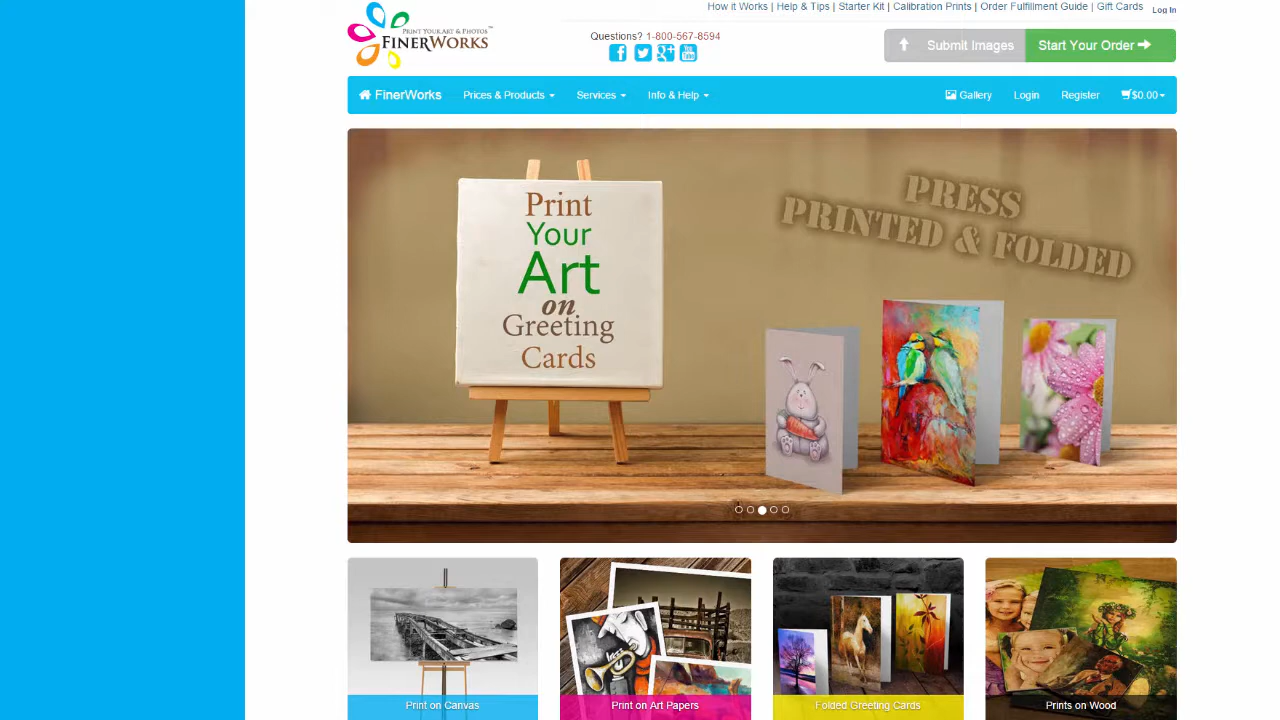 How it Works | Help & Tips | Starter Kit | Calibration Prints | Order Fulfillment Guide | Gift Cards Log In
PRINT YOUR ART & PHOTOS
FINERWORKS™
Questions? 1-800-567-8594
Submit Images Start Your Order
FinerWorks Prices & Products Services Info & Help Gallery Login Register $0.00
Print
Your
Art
on
Greeting
Cards
PRESS
PRINTED & FOLDED
Print on Canvas Print on Art Papers Folded Greeting Cards Prints on Wood